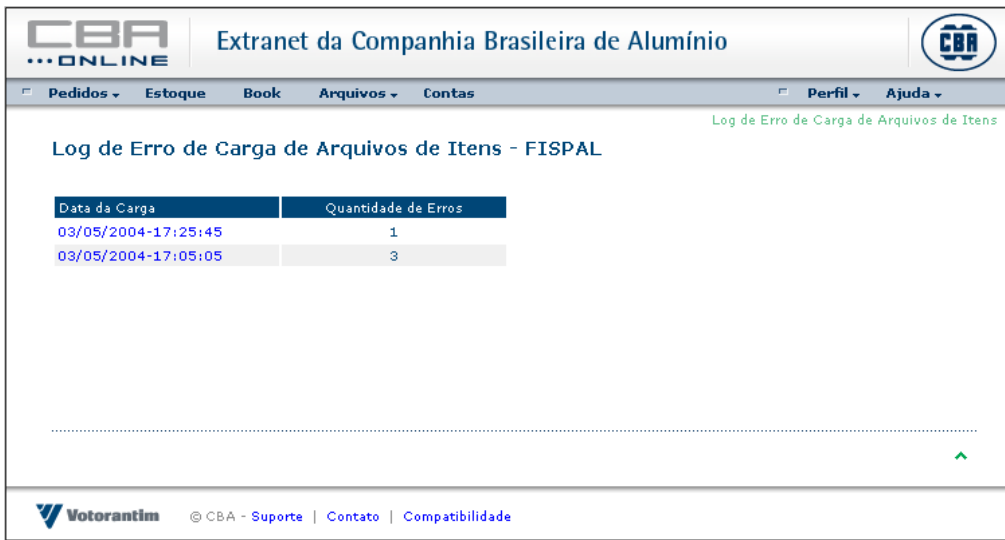 CBA
...ONLINE
Extranet da Companhia Brasileira de Alumínio
CBA
Pedidos Estoque Book Arquivos Contas Perfil Ajuda
Log de Erro de Carga de Arquivos de Itens
Log de Erro de Carga de Arquivos de Itens - FISPAL
Data da Carga Quantidade de Erros
03/05/2004-17:25:45 1
03/05/2004-17:05:05 3
Votorantim © CBA - Suporte | Contato | Compatibilidade